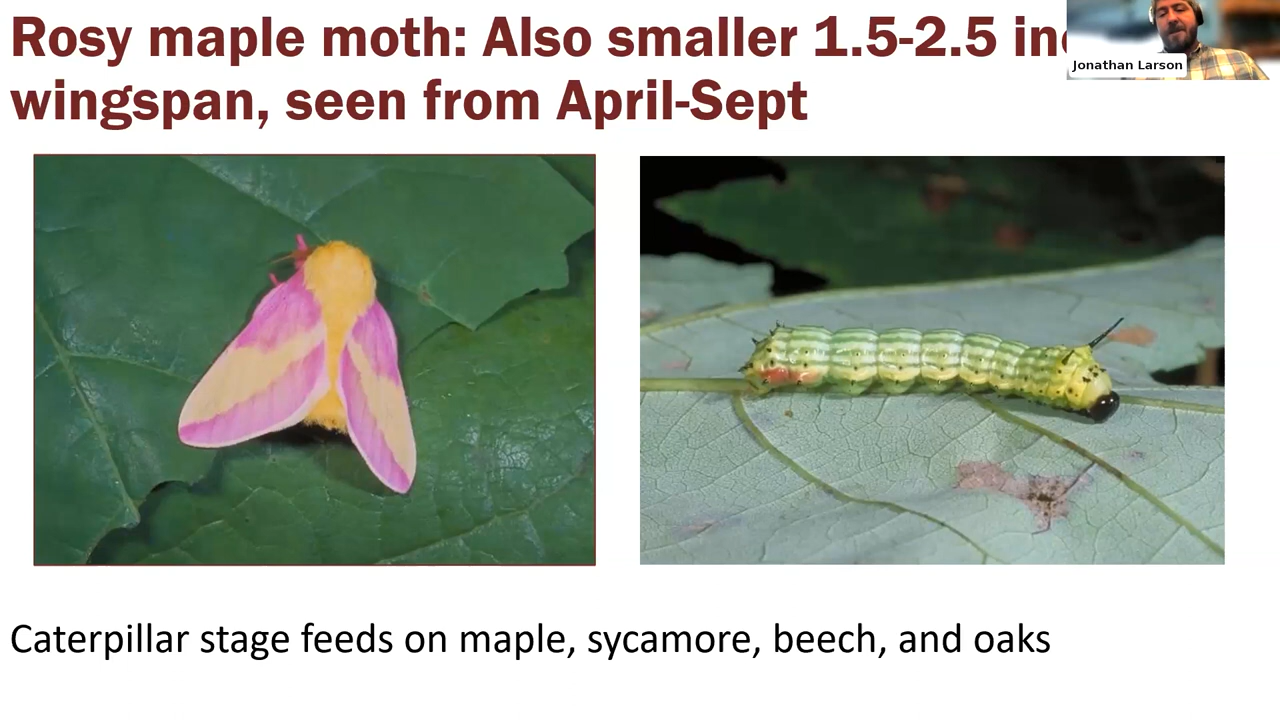 Rosy maple moth: Also smaller 1.5-2.5
wingspan, seen from April-Sept
Jonathan Larson
Caterpillar stage feeds on maple, sycamore, beech, and oaks